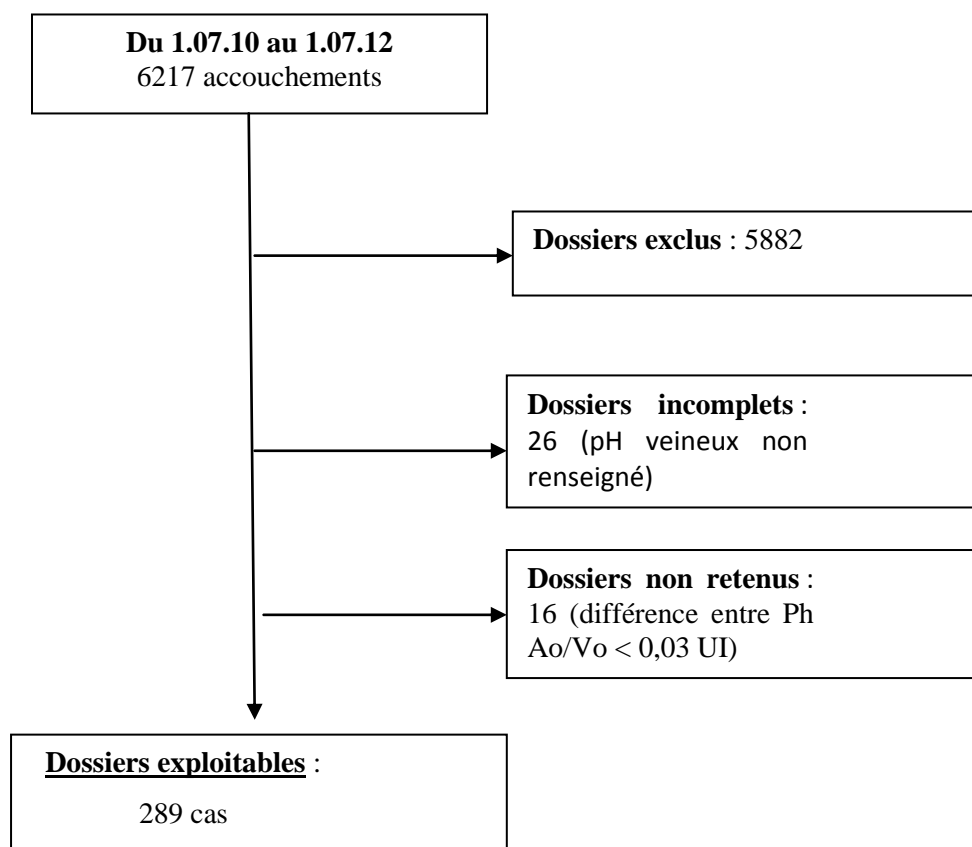 Du 1.07.10 au 1.07.12
6217 accouchements
Dossiers exclus : 5882
Dossiers incomplets :
26 (pH veineux non
renseigné)
Dossiers non retenus :
16 (différence entre Ph
Ao/Vo < 0,03 UI)
Dossiers exploitables :
289 cas